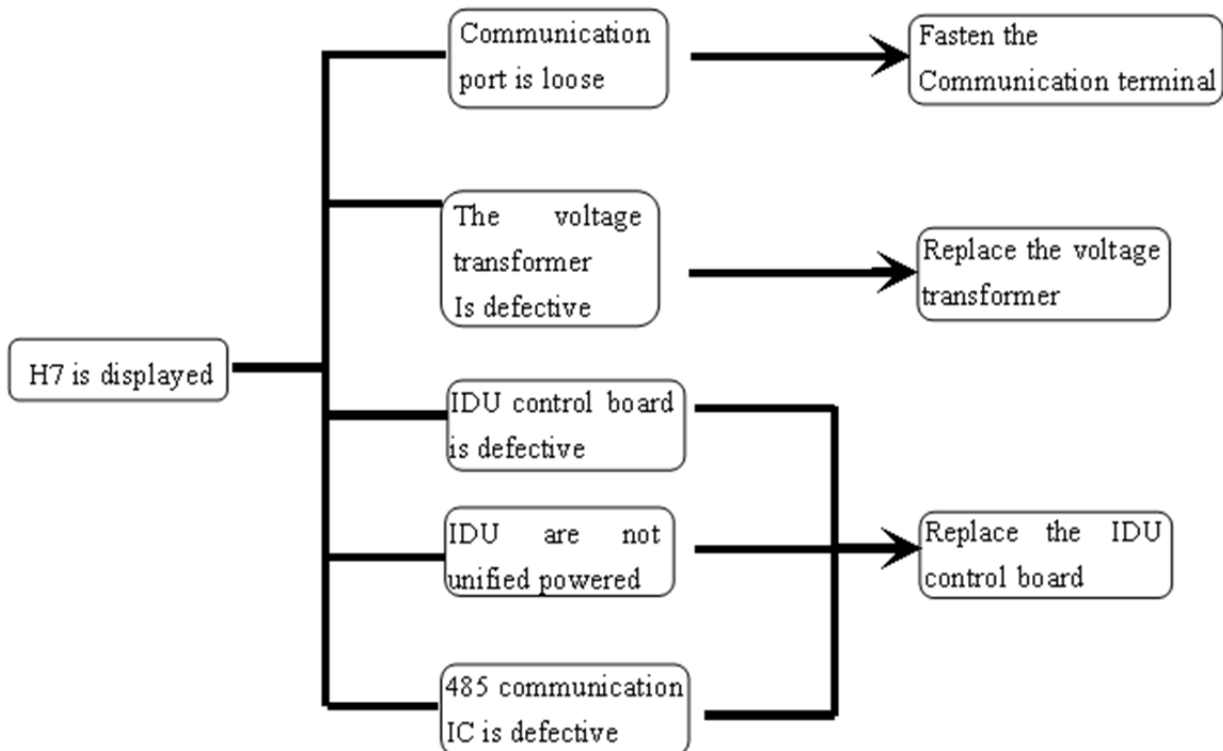 Communication
port is loose
Fasten the
Communication terminal
The voltage
transformer
Is defective
Replace the voltage
transformer
H7 is displayed
IDU control board
is defective
IDU are not
unified powered
Replace the IDU
control board
485 communication
IC is defective